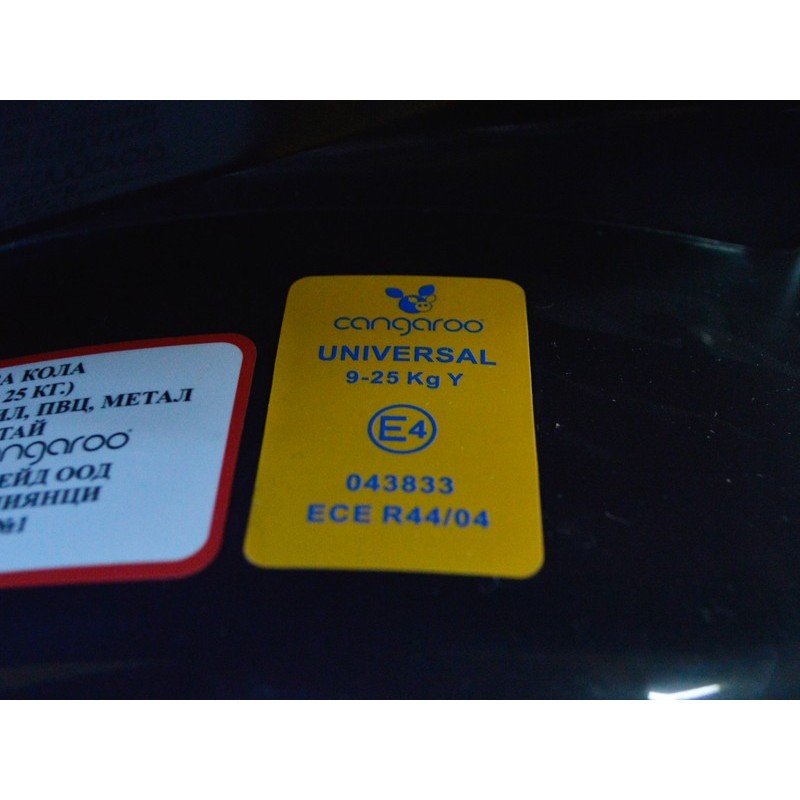 А КОЛА
25 КГ.)
ИЛ, ПВЦ, МЕТАЛ
ТАЙ
angaroo
ЕЙД ООД
ИЯНЦИ
№1
cangaroo
UNIVERSAL
9-25 Kg Y
E4
043833
ECE R44/04